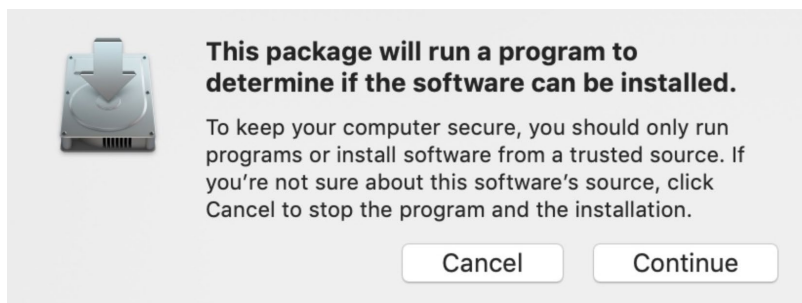 This package will run a program to
determine if the software can be installed.
To keep your computer secure, you should only run
programs or install software from a trusted source. If
you’re not sure about this software’s source, click
Cancel to stop the program and the installation.
Cancel
Continue